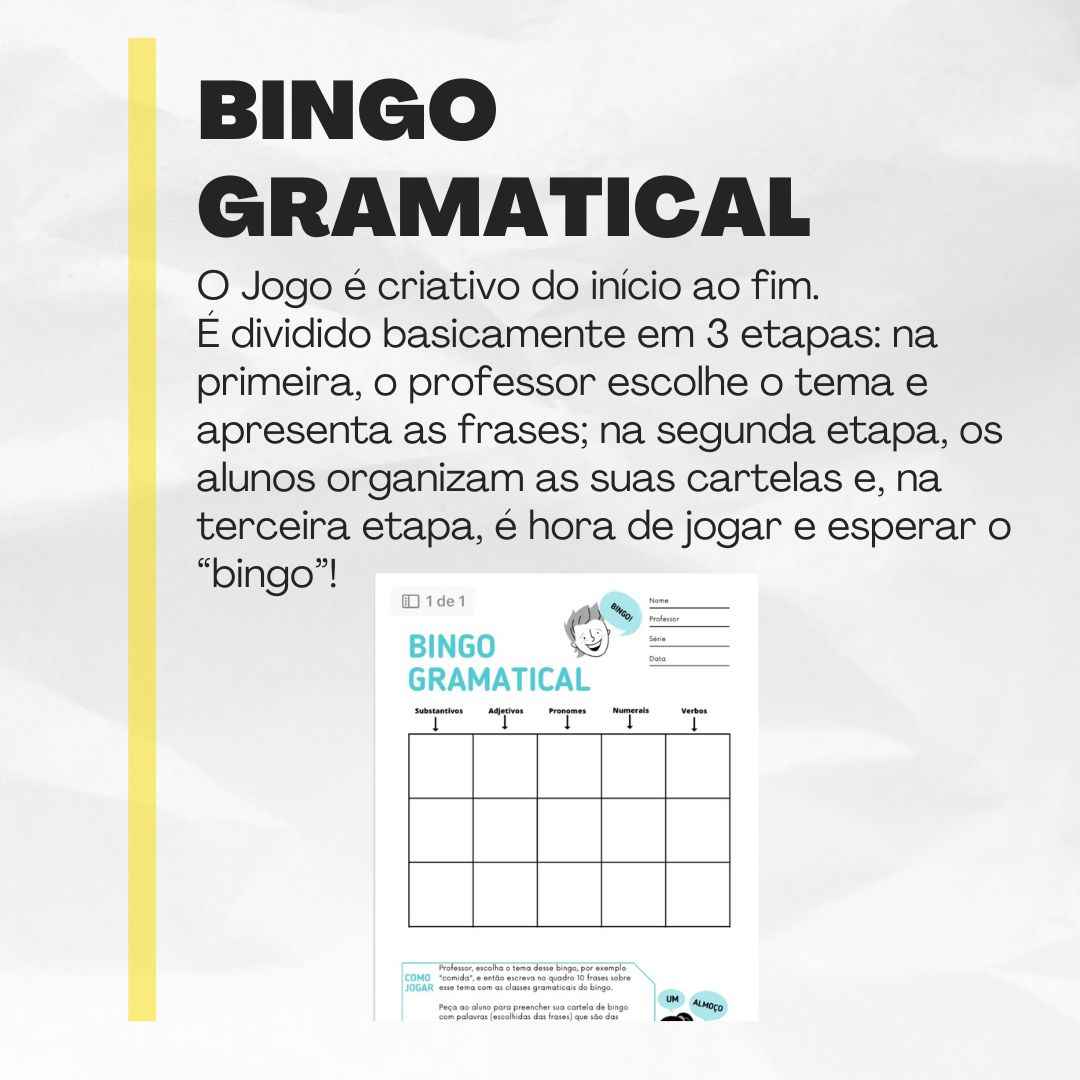 BINGO
GRAMATICAL
O Jogo é criativo do início ao fim.
É dividido basicamente em 3 etapas: na
primeira, o professor escolhe o tema e
apresenta as frases; na segunda etapa, os
alunos organizam as suas cartelas e, na
terceira etapa, é hora de jogar e esperar o
“bingo”!
1 de 1
BINGO!
Nome
Professor
Série
Data
BINGO
GRAMATICAL
Substantivos Adjetivos Pronomes Numerais Verbos
COMO
JOGAR
Professor, escolha o tema desse bingo, por exemplo
"comida", e então escreva no quadro 10 frases sobre
esse tema com as classes gramaticais do bingo.
Peça ao aluno para preencher sua cartela de bingo
com palavras (escolhidas das frases) que são das
UM
ALMOÇO